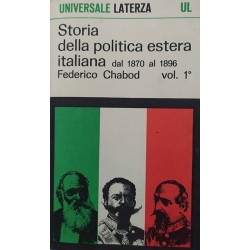 UNIVERSALE LATERZA UL
Storia
della politica estera
italiana dal 1870 al 1896
Federico Chabod vol. 1°